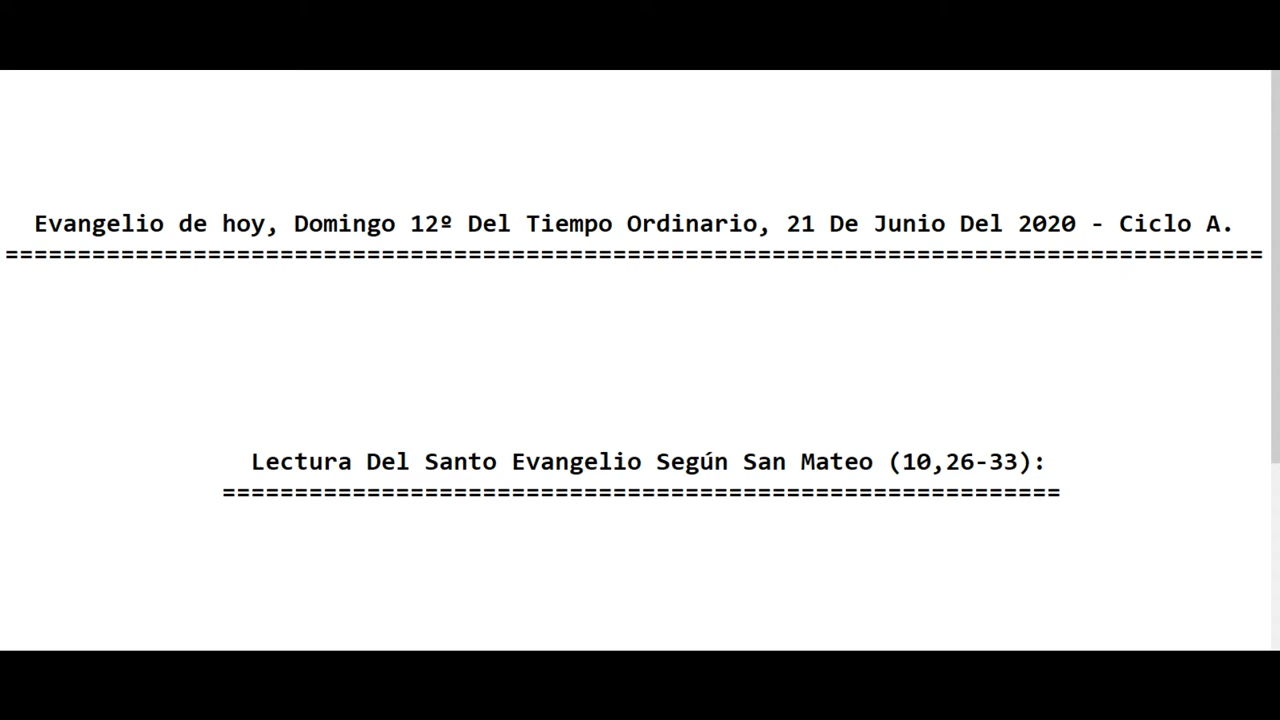 Evangelio de hoy, Domingo 12º Del Tiempo Ordinario, 21 De Junio Del 2020 - Ciclo A.
=======================================================================================
Lectura Del Santo Evangelio Según San Mateo (10,26-33):
==========================================================